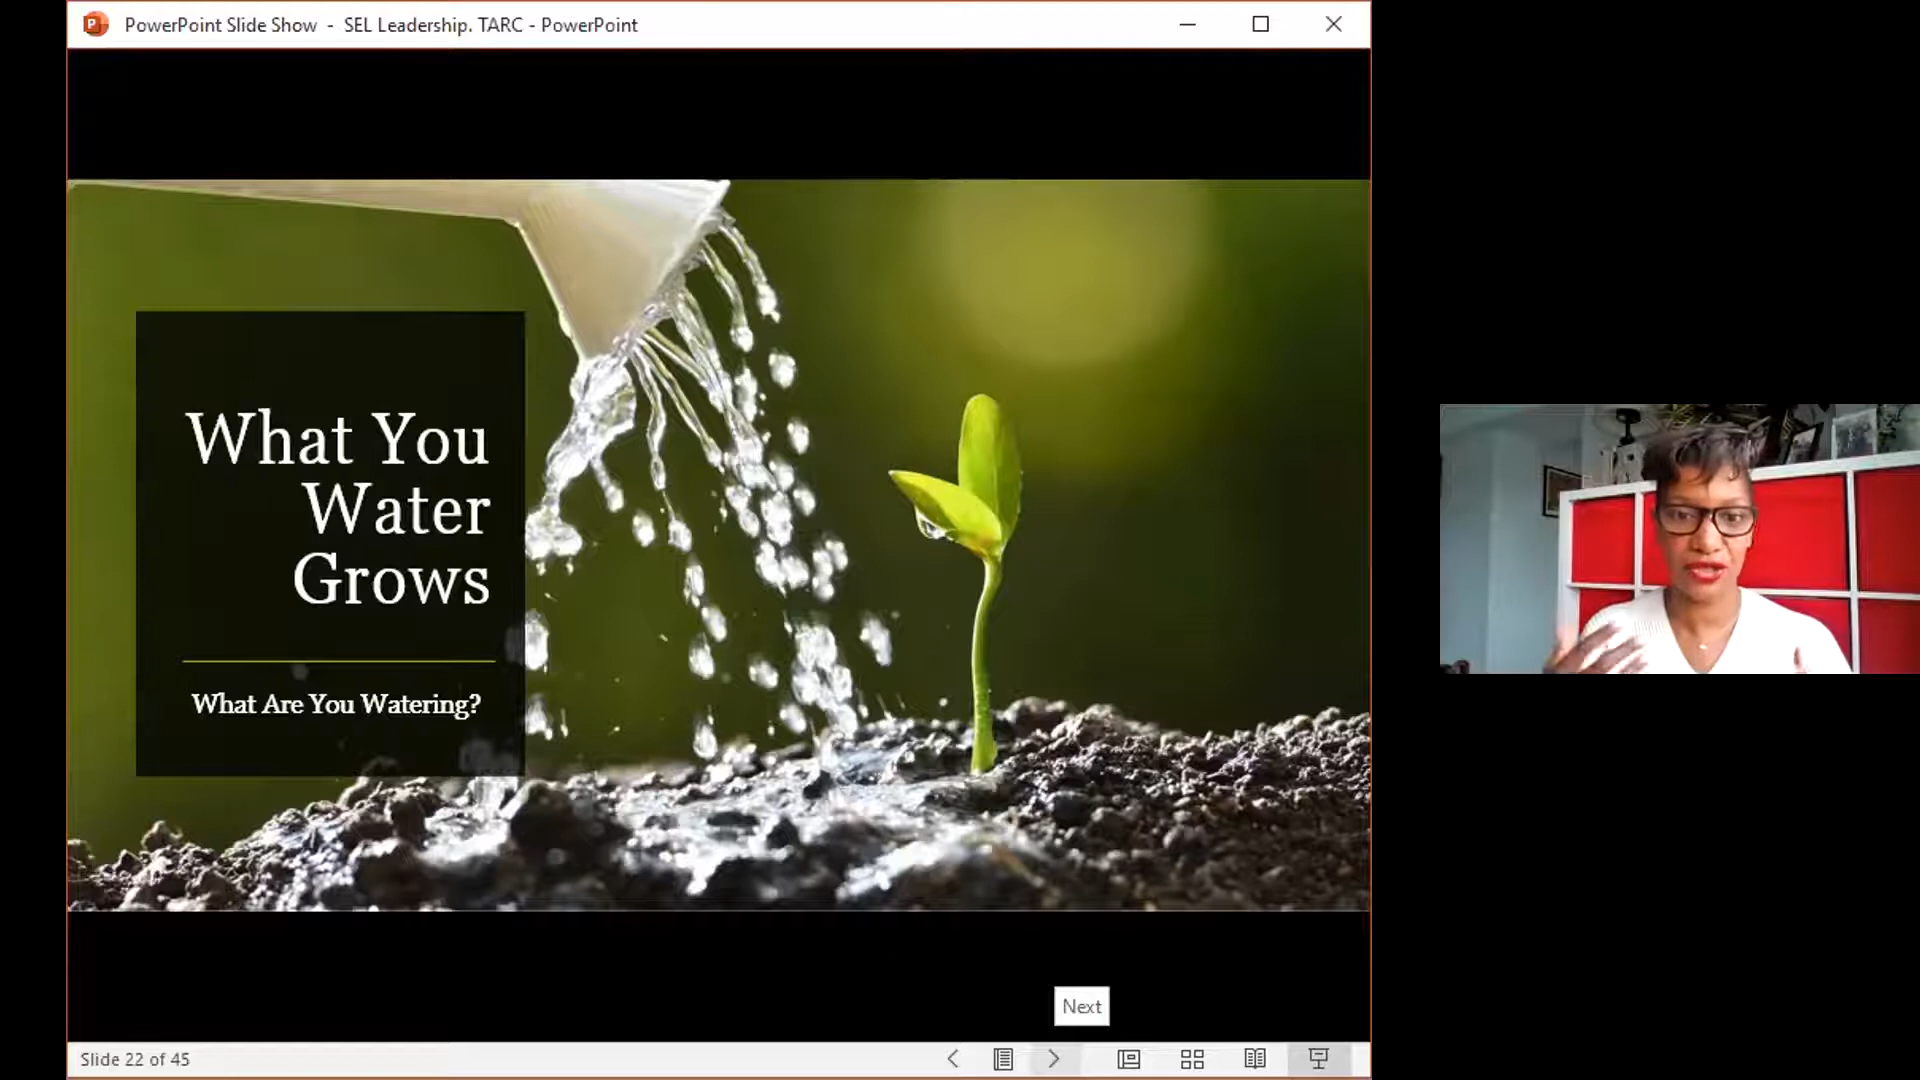 PowerPoint Slide Show - SEL Leadership. TARC - PowerPoint
What You
Water
Grows
What Are You Watering?
Next
Slide 22 of 45